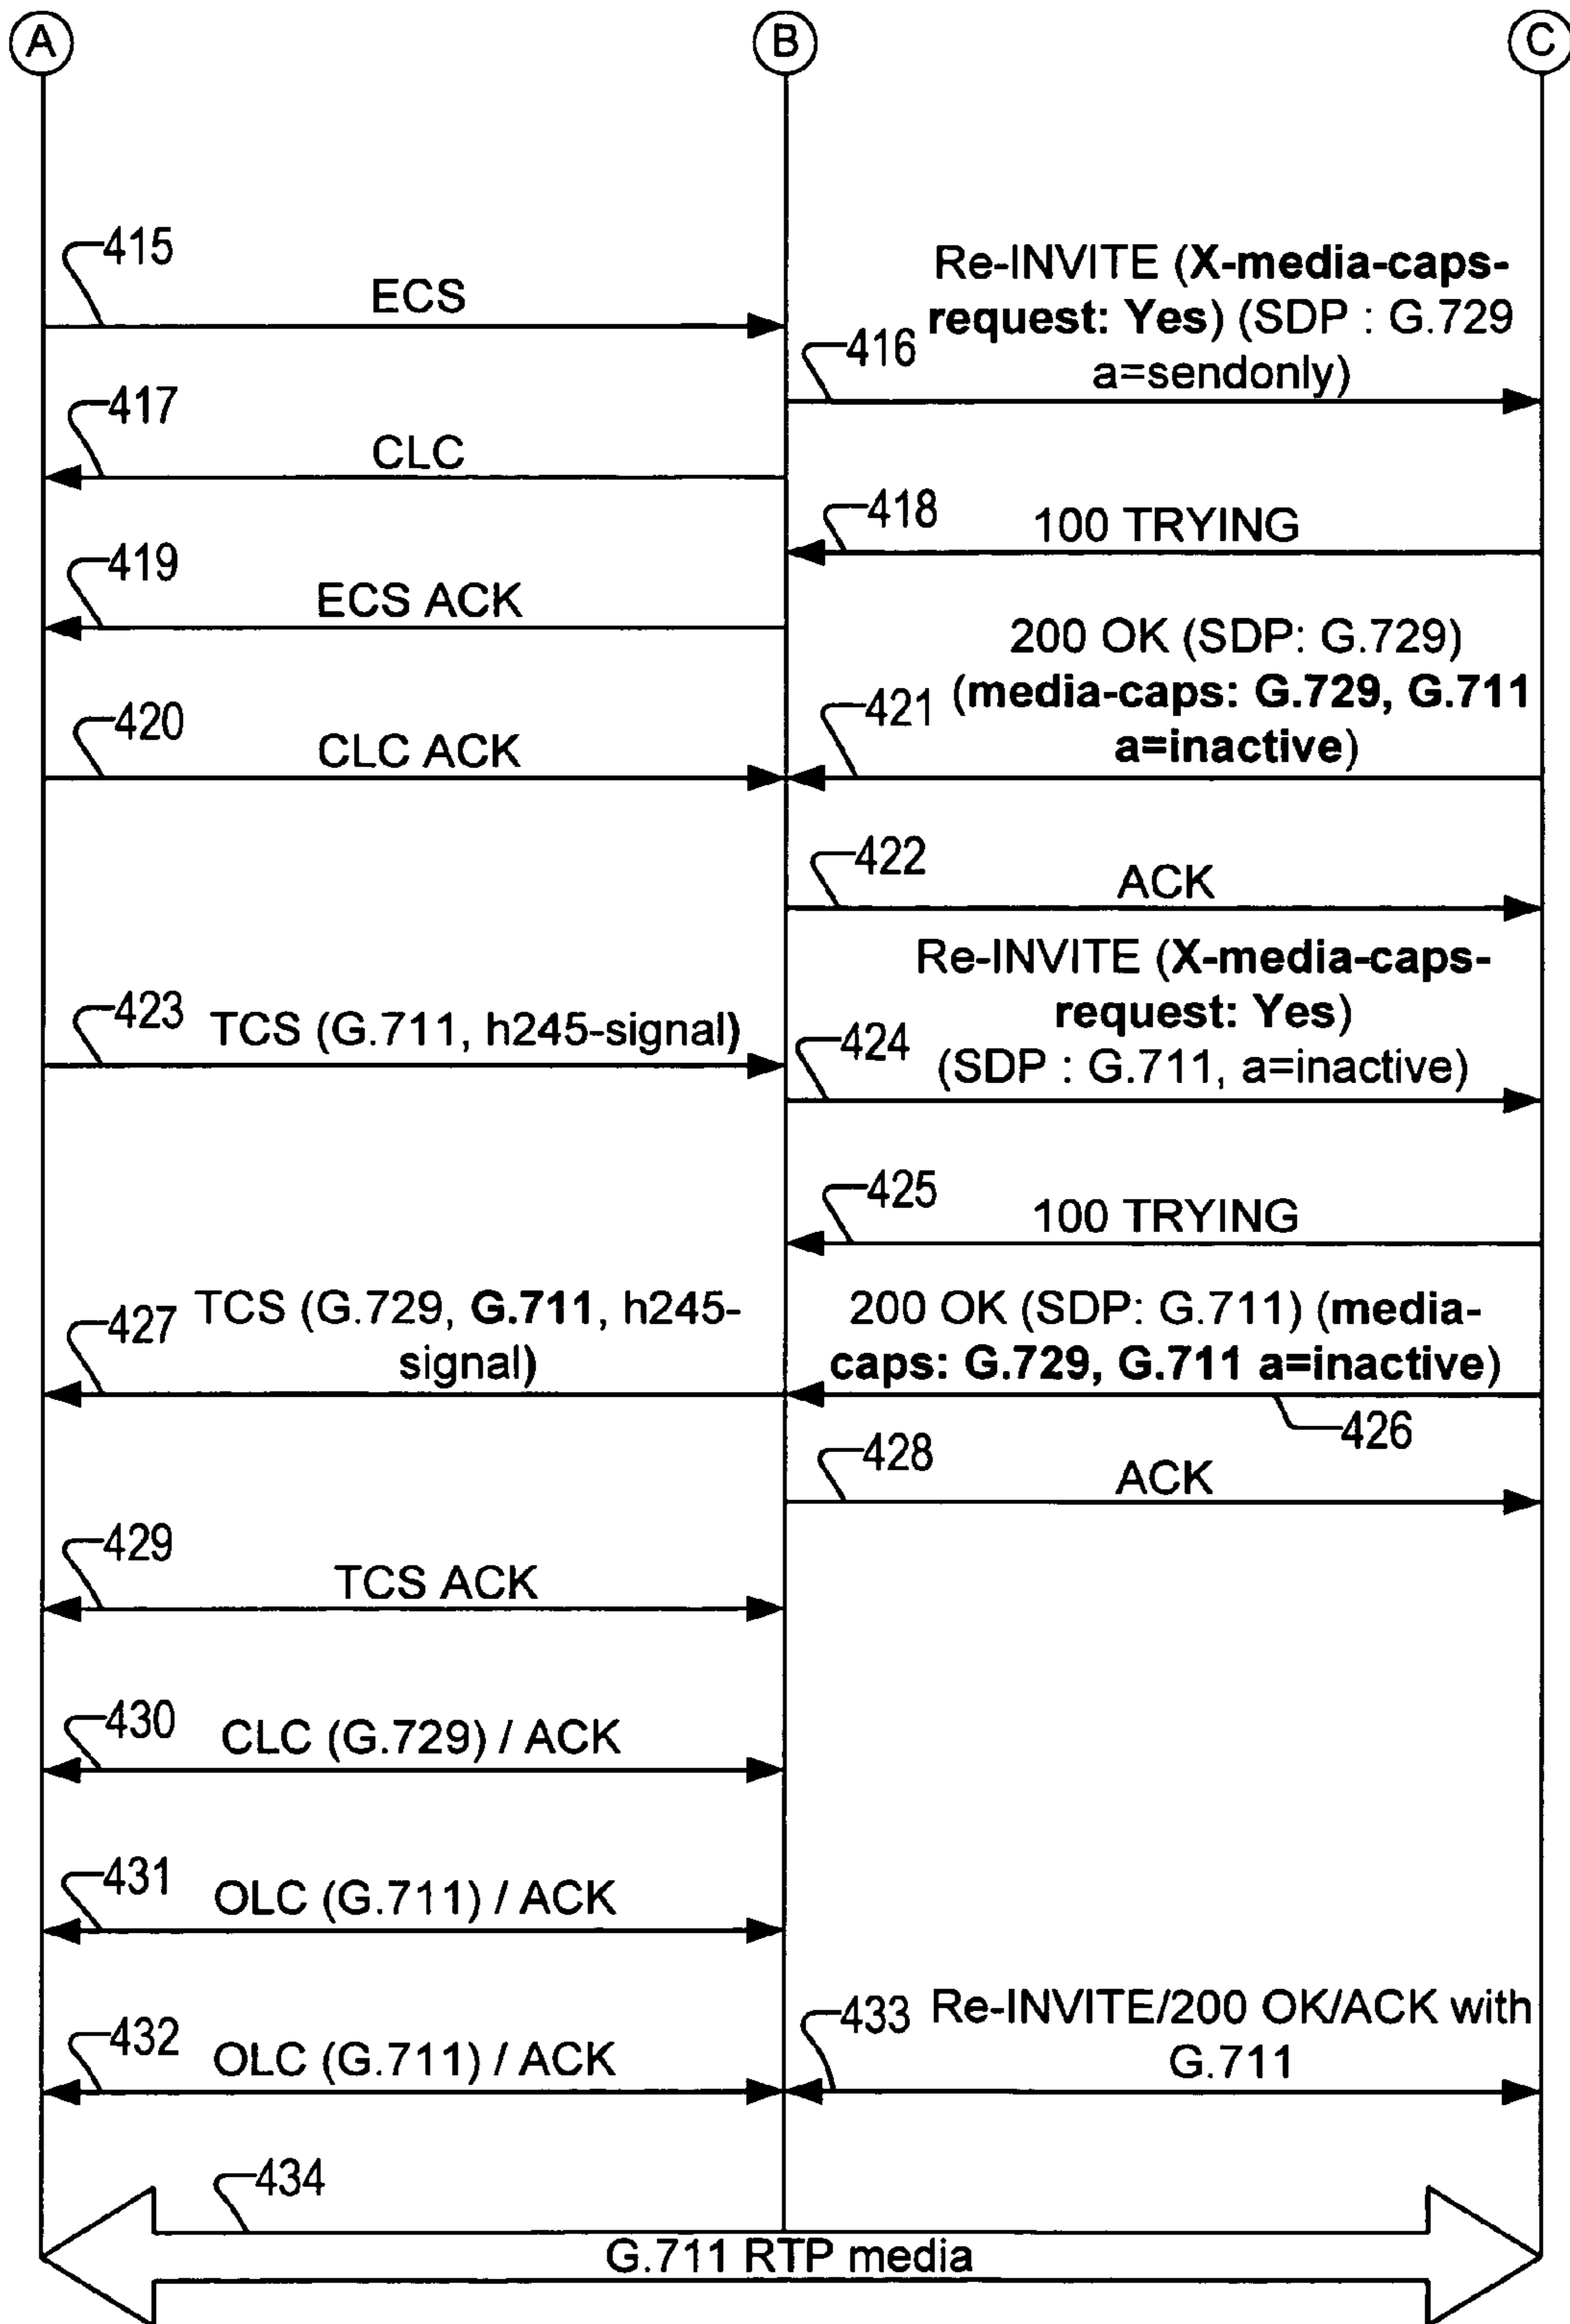 A
B
C
415
ECS
Re-INVITE (X-media-caps-
request: Yes) (SDP : G.729
a=sendonly)
416
417
CLC
418
100 TRYING
419
ECS ACK
200 OK (SDP: G.729)
(media-caps: G.729, G.711
a=inactive)
421
420
CLC ACK
422
ACK
Re-INVITE (X-media-caps-
request: Yes)
(SDP : G.711, a=inactive)
423
TCS (G.711, h245-signal)
424
425
100 TRYING
427
TCS (G.729, G.711, h245-
signal)
200 OK (SDP: G.711) (media-
caps: G.729, G.711 a=inactive)
426
428
ACK
429
TCS ACK
430
CLC (G.729) / ACK
431
OLC (G.711) / ACK
432
OLC (G.711) / ACK
433
Re-INVITE/200 OK/ACK with
G.711
434
G.711 RTP media